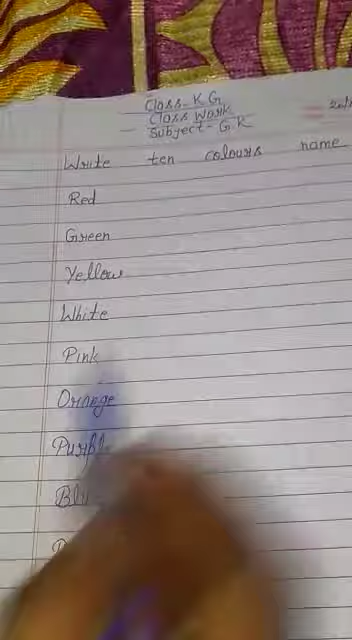 Class - K G
Class Work
Subject - G.K
Write ten colours name
Red
Green
Yellow
White
Pink
Orange